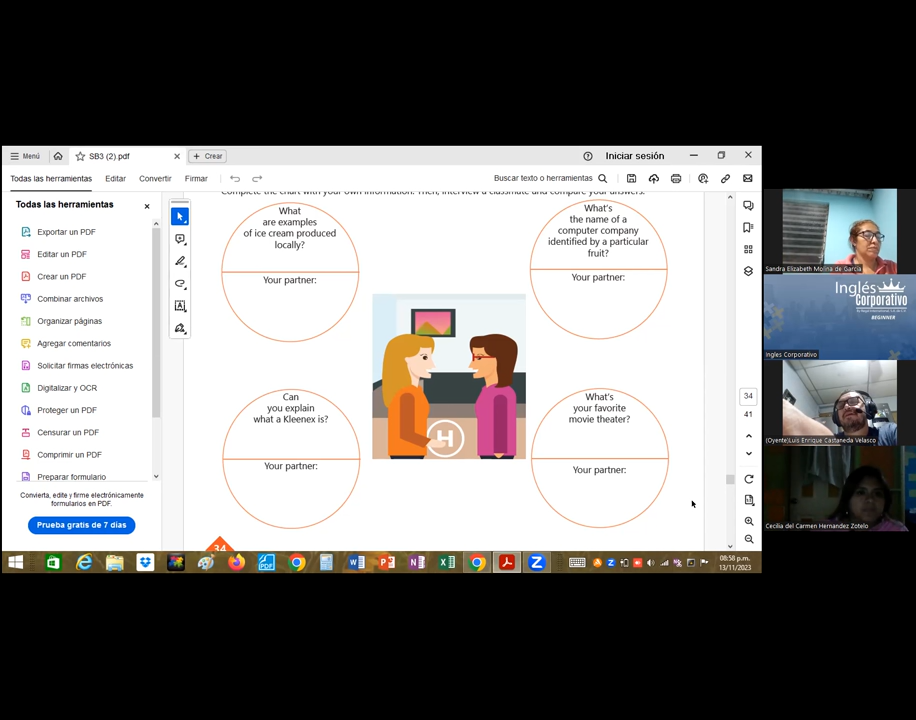 Menú
SB3 (2).pdf
Crear
Iniciar sesión
Todas las herramientas
Editar
Convertir
Firmar
Buscar texto o herramientas
Todas las herramientas
Exportar un PDF
Editar un PDF
Crear un PDF
Combinar archivos
Organizar páginas
Agregar comentarios
Solicitar firmas electrónicas
Digitalizar y OCR
Proteger un PDF
Censurar un PDF
Comprimir un PDF
Preparar formulario
Convierta, edite y firme electrónicamente
formularios en PDF.
Prueba gratis de 7 días
Complete the chart with your own information. Then, interview a classmate and compare your answers.
What
are examples
of ice cream produced
locally?
Your partner:
What's
the name of a
computer company
identified by a particular
fruit?
Your partner:
Can
you explain
what a Kleenex is?
Your partner:
What's
your favorite
movie theater?
Your partner:
H
34
34
41
08:58 p.m.
13/11/2023
Sandra Elizabeth Molina de Garcia
Inglés
Corporativo
BEGINNER
Ingles Corporativo
(Oyente)Luis Enrique Castaneda Velasco
Cecilia del Carmen Hernandez Zotelo